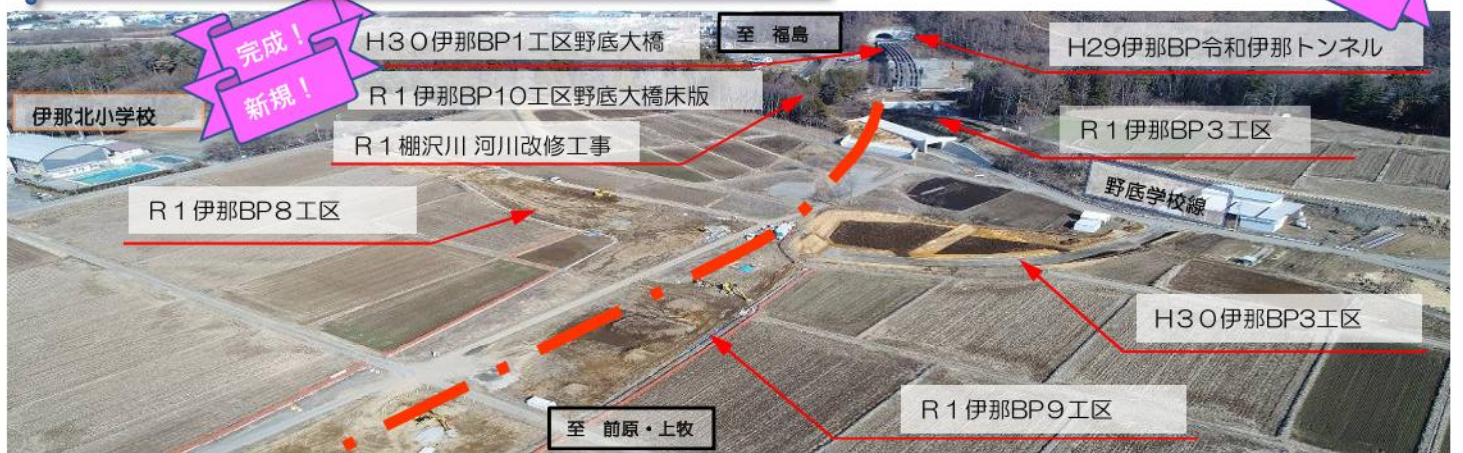 完成！
新規！
H30伊那BP1工区野底大橋
至 福島
H29伊那BP令和伊那トンネル
R1伊那BP10工区野底大橋床版
伊那北小学校
R1棚沢川 河川改修工事
R1伊那BP3工区
野底学校線
R1伊那BP8工区
H30伊那BP3工区
R1伊那BP9工区
至 前原・上牧